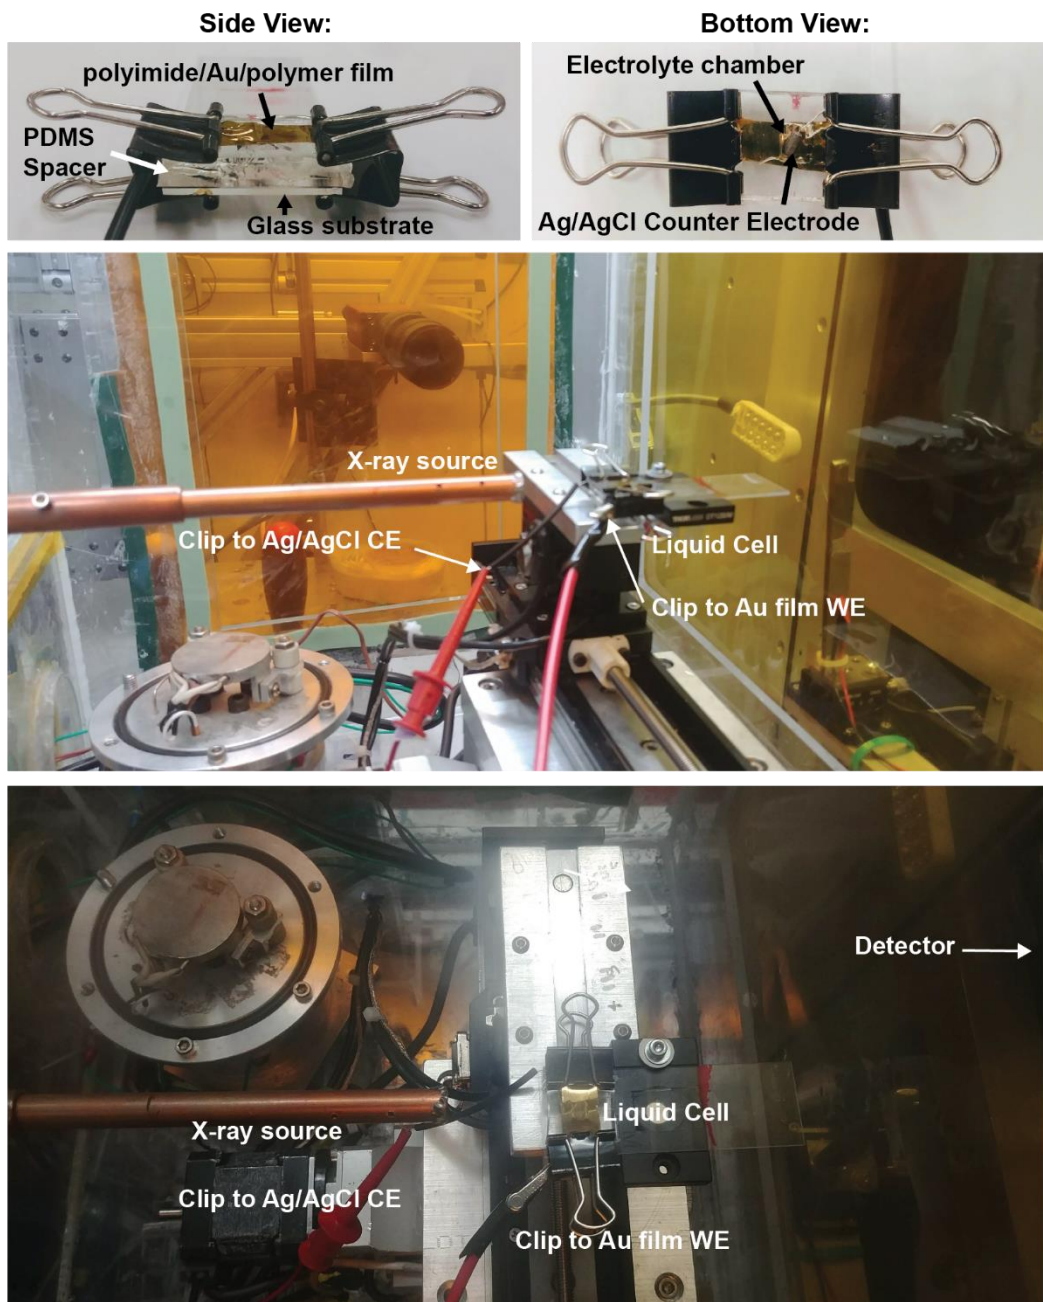 Side View:
Bottom View:
polyimide/Au/polymer film
PDMS
Spacer
Glass substrate
Electrolyte chamber
Ag/AgCl Counter Electrode
X-ray source
Clip to Ag/AgCl CE
Liquid Cell
Clip to Au film WE
Detector
Liquid Cell
X-ray source
Clip to Ag/AgCl CE
Clip to Au film WE